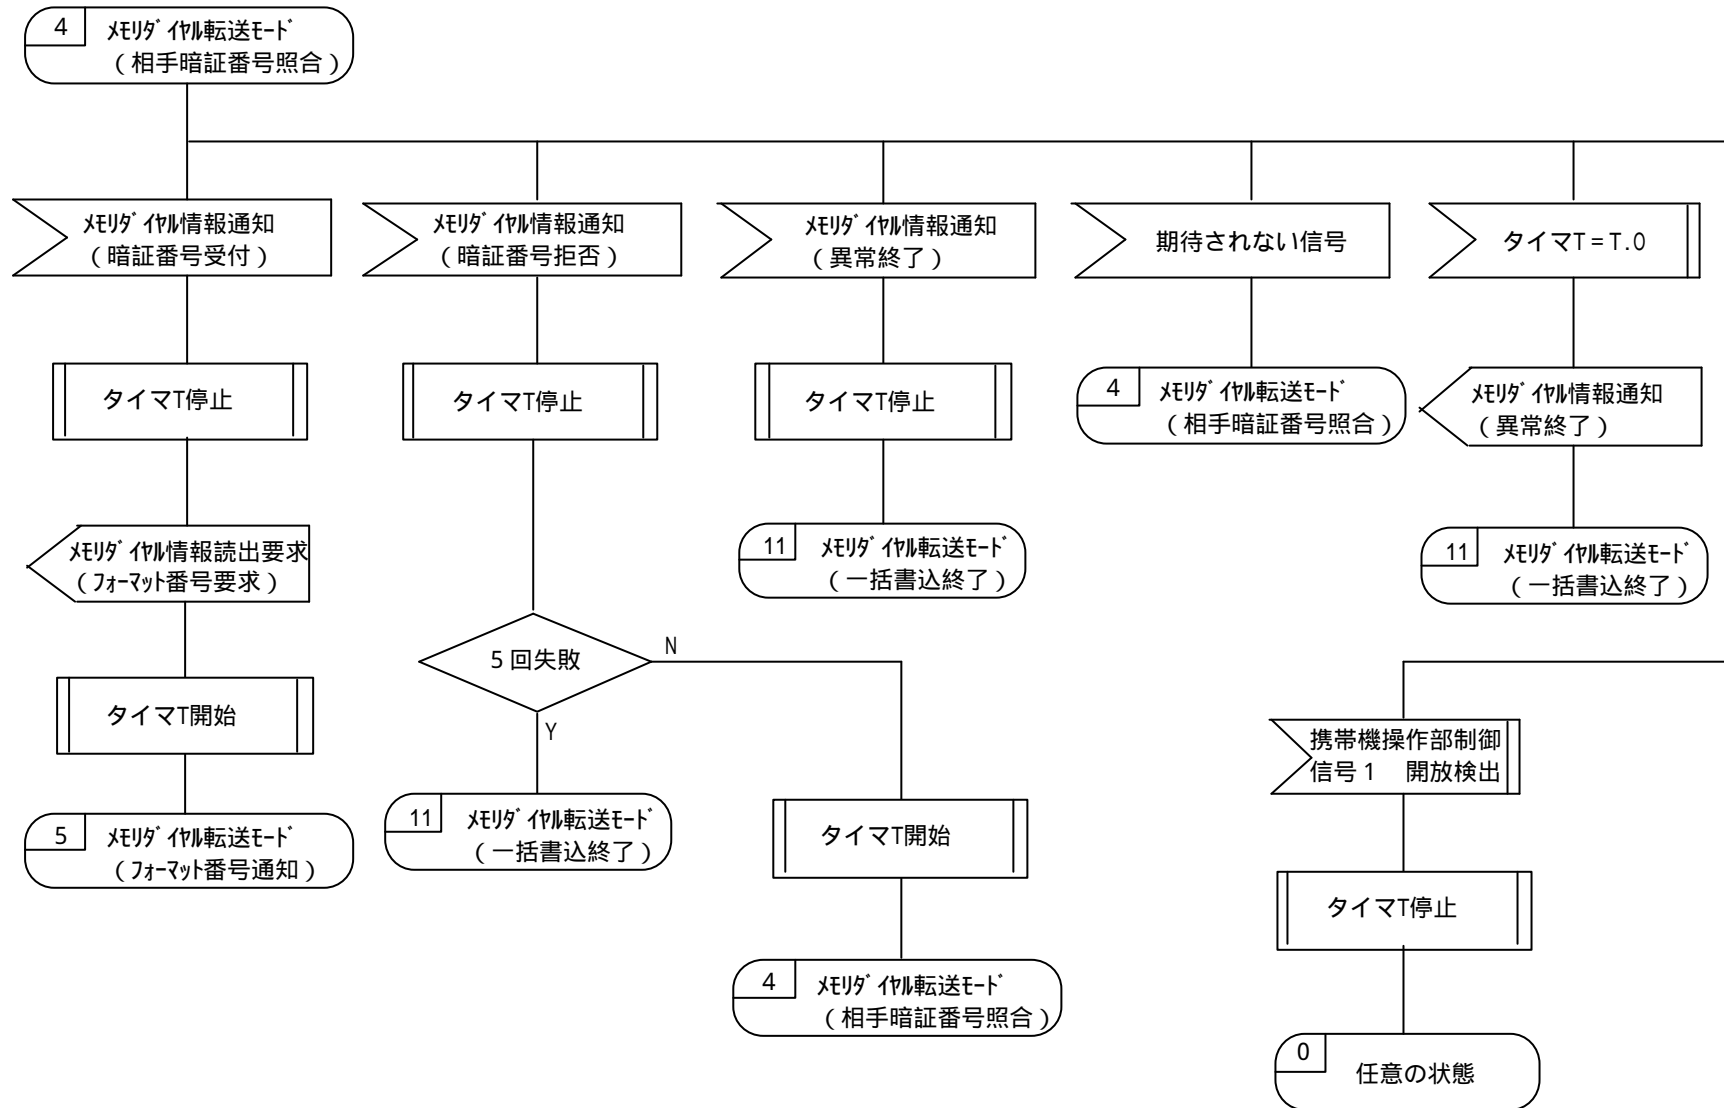 4
ﾒﾓﾘﾀﾞｲﾔﾙ転送ﾓｰﾄﾞ
（相手暗証番号照合）
ﾒﾓﾘﾀﾞｲﾔﾙ情報通知
（暗証番号受付）
ﾒﾓﾘﾀﾞｲﾔﾙ情報通知
（暗証番号拒否）
ﾒﾓﾘﾀﾞｲﾔﾙ情報通知
（異常終了）
期待されない信号
タイマT=T.0
タイマT停止
タイマT停止
タイマT停止
4
ﾒﾓﾘﾀﾞｲﾔﾙ転送ﾓｰﾄﾞ
（相手暗証番号照合）
ﾒﾓﾘﾀﾞｲﾔﾙ情報通知
（異常終了）
ﾒﾓﾘﾀﾞｲﾔﾙ情報読出要求
（ﾌｫｰﾏｯﾄ番号要求）
11
ﾒﾓﾘﾀﾞｲﾔﾙ転送ﾓｰﾄﾞ
（一括書込終了）
11
ﾒﾓﾘﾀﾞｲﾔﾙ転送ﾓｰﾄﾞ
（一括書込終了）
5回失敗
N
Y
タイマT開始
携帯機操作部制御
信号1　開放検出
5
ﾒﾓﾘﾀﾞｲﾔﾙ転送ﾓｰﾄﾞ
（ﾌｫｰﾏｯﾄ番号通知）
11
ﾒﾓﾘﾀﾞｲﾔﾙ転送ﾓｰﾄﾞ
（一括書込終了）
タイマT開始
タイマT停止
4
ﾒﾓﾘﾀﾞｲﾔﾙ転送ﾓｰﾄﾞ
（相手暗証番号照合）
0
任意の状態